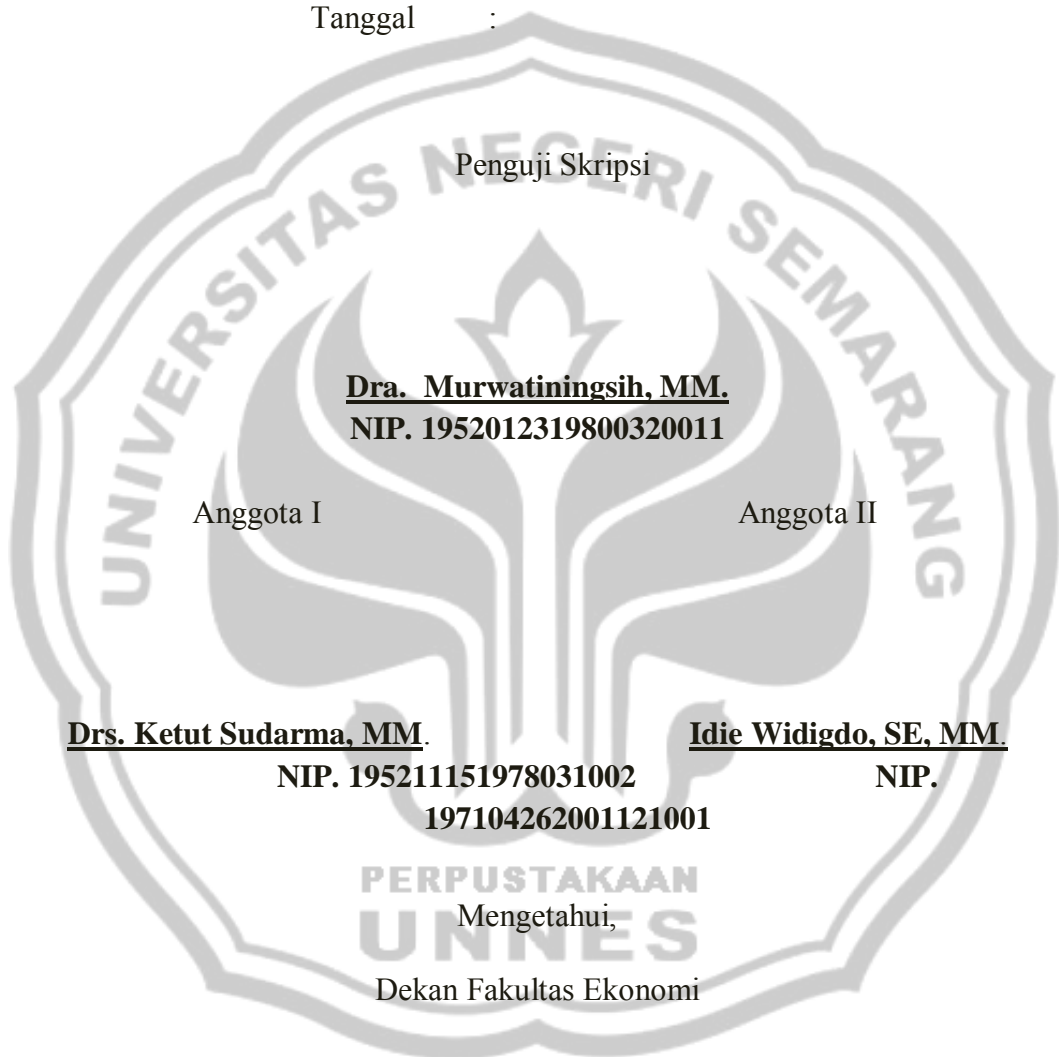 Tanggal :
UNIVERSITAS NEGERI SEMARANG
Penguji Skripsi
Dra. Murwatiningsih, MM.
NIP. 1952012319800320011
Anggota I Anggota II
Drs. Ketut Sudarma, MM. Idie Widigdo, SE, MM.
NIP. 195211151978031002 NIP.
197104262001121001
PERPUSTAKAAN
UNNES
Mengetahui,
Dekan Fakultas Ekonomi